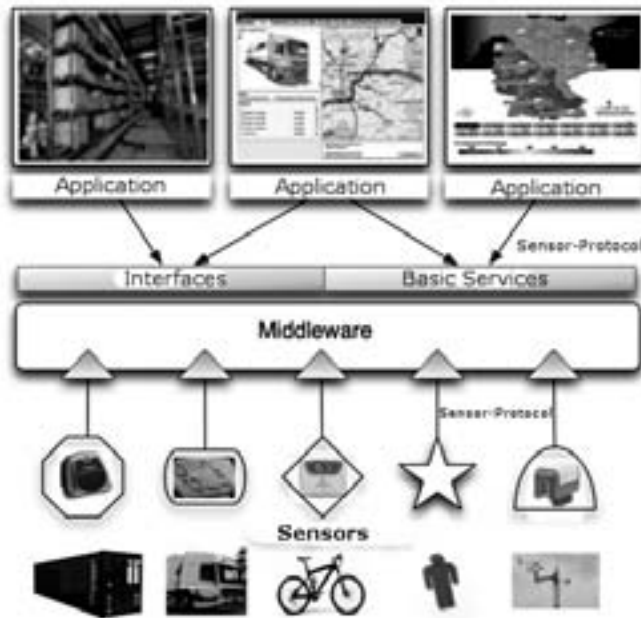 Application
Application
Application
Sensor-Protocol
Interfaces
Basic Services
Middleware
Sensor-Protocol
Sensors